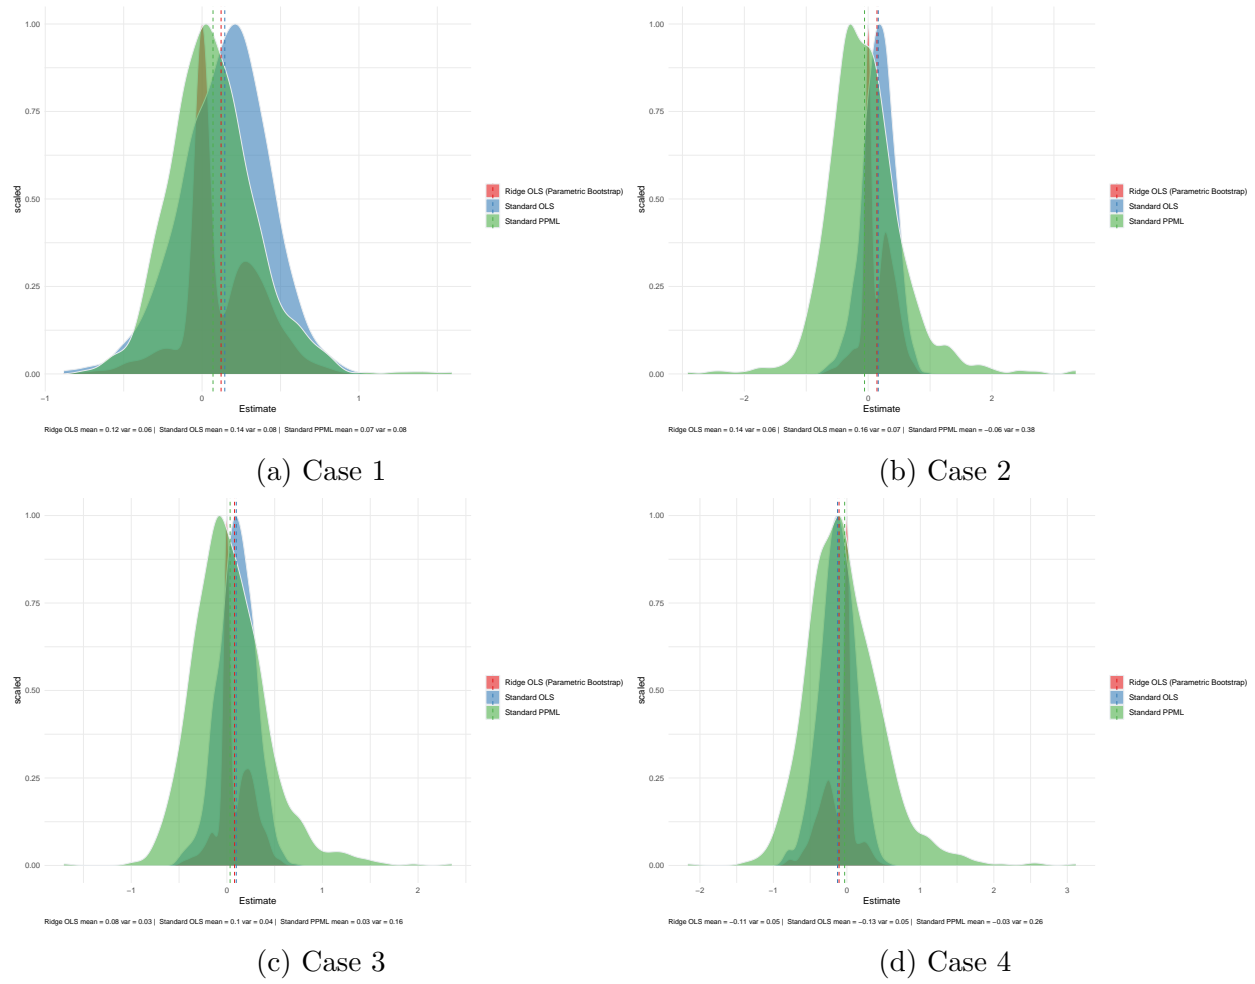 1.00
0.75
0.50
0.25
0.00
scaled
−1
0
1
Estimate
Ridge OLS (Parametric Bootstrap)
Standard OLS
Standard PPML
Ridge OLS mean = 0.12 var = 0.06 | Standard OLS mean = 0.14 var = 0.08 | Standard PPML mean = 0.07 var = 0.08
(a) Case 1
1.00
0.75
0.50
0.25
0.00
scaled
−2
0
2
Estimate
Ridge OLS (Parametric Bootstrap)
Standard OLS
Standard PPML
Ridge OLS mean = 0.14 var = 0.06 | Standard OLS mean = 0.16 var = 0.07 | Standard PPML mean = −0.06 var = 0.38
(b) Case 2
1.00
0.75
0.50
0.25
0.00
scaled
−1
0
1
2
Estimate
Ridge OLS (Parametric Bootstrap)
Standard OLS
Standard PPML
Ridge OLS mean = 0.08 var = 0.03 | Standard OLS mean = 0.1 var = 0.04 | Standard PPML mean = 0.03 var = 0.16
(c) Case 3
1.00
0.75
0.50
0.25
0.00
scaled
−2
−1
0
1
2
3
Estimate
Ridge OLS (Parametric Bootstrap)
Standard OLS
Standard PPML
Ridge OLS mean = −0.11 var = 0.05 | Standard OLS mean = −0.13 var = 0.05 | Standard PPML mean = −0.03 var = 0.26
(d) Case 4